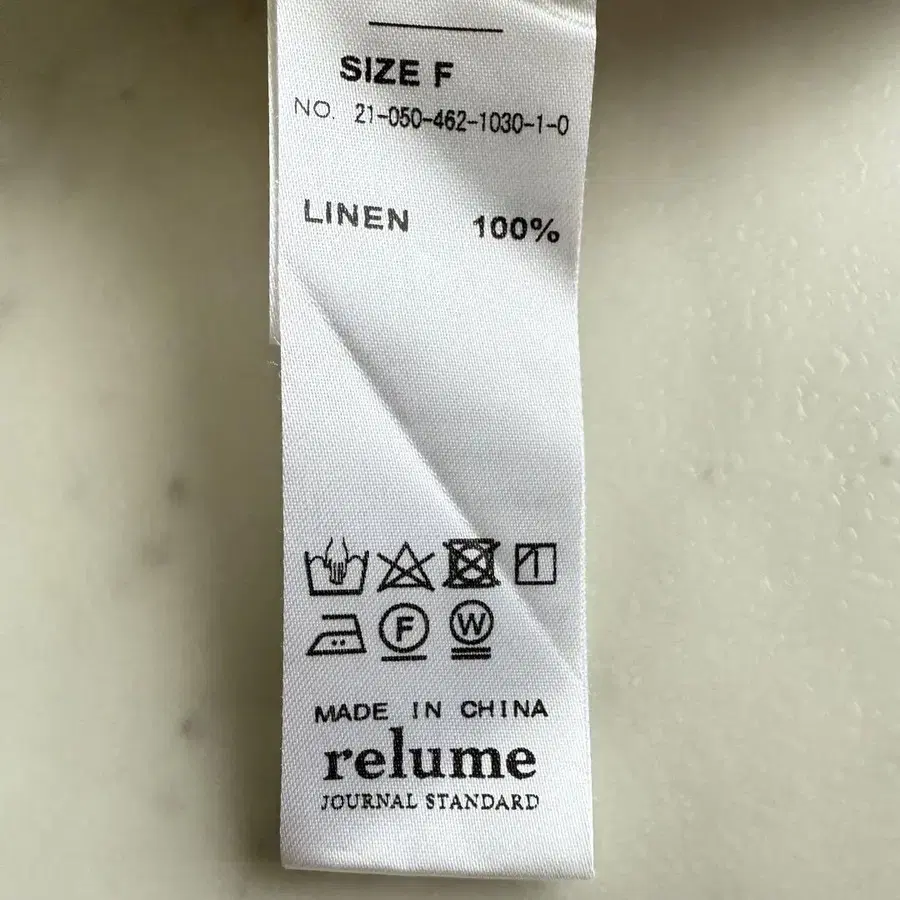 SIZE F
NO. 21-050-462-1030-1-0
LINEN 100%
F W
MADE IN CHINA
relume
JOURNAL STANDARD